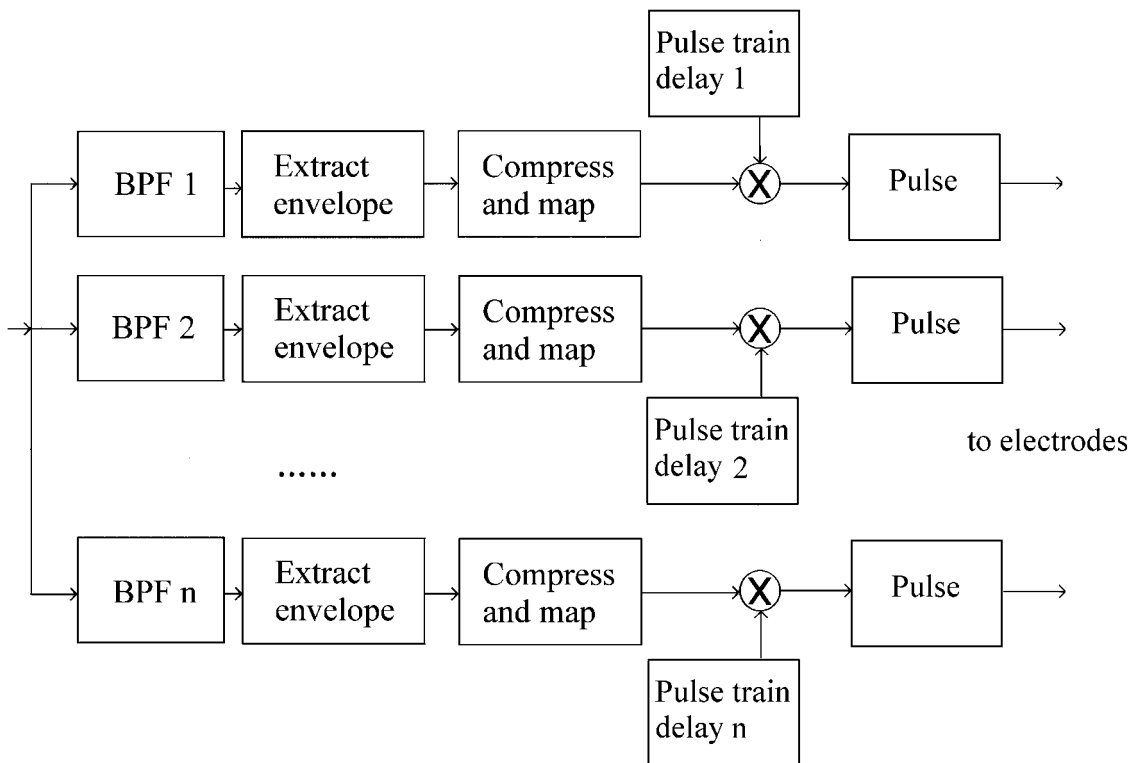 Pulse train
delay 1
BPF 1
Extract
envelope
Compress
and map
X
Pulse
BPF 2
Extract
envelope
Compress
and map
X
Pulse
Pulse train
delay 2
to electrodes
......
BPF n
Extract
envelope
Compress
and map
X
Pulse
Pulse train
delay n